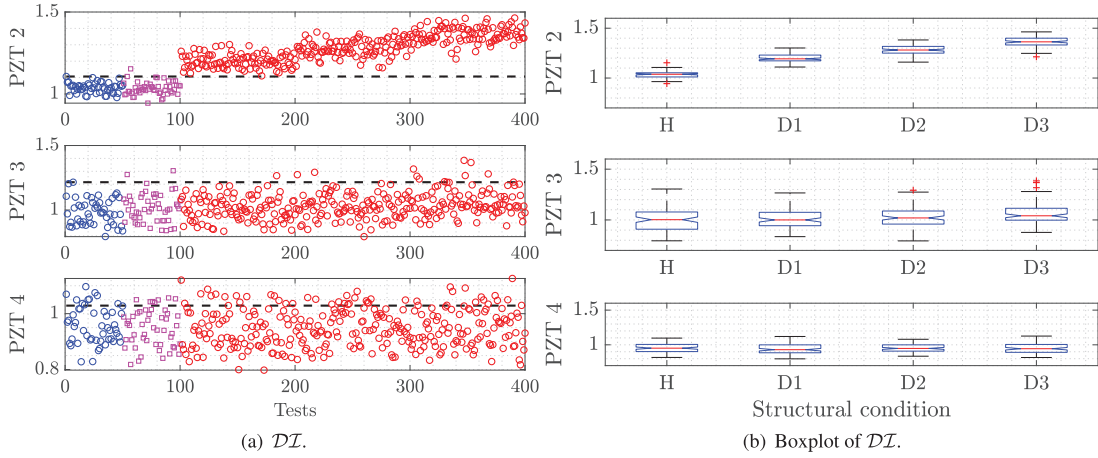 PZT 2
1.5
1
0
100
200
300
400
PZT 3
1.5
1
0
100
200
300
400
PZT 4
1
0.8
0
100
200
300
400
Tests
(a) DI.
PZT 2
1.5
1
H
D1
D2
D3
PZT 3
1.5
1
H
D1
D2
D3
PZT 4
1.5
1
H
D1
D2
D3
Structural condition
(b) Boxplot of DI.